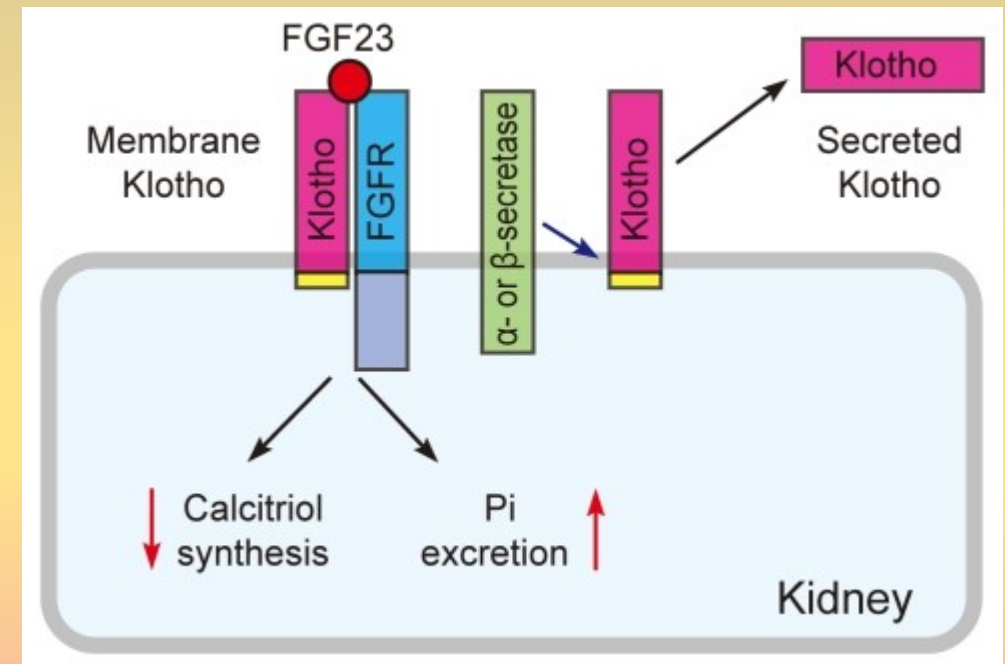 FGF23
Membrane
Klotho
Klotho
FGFR
α- or β-secretase
Klotho
Klotho
Secreted
Klotho
Calcitriol
synthesis
Pi
excretion
Kidney